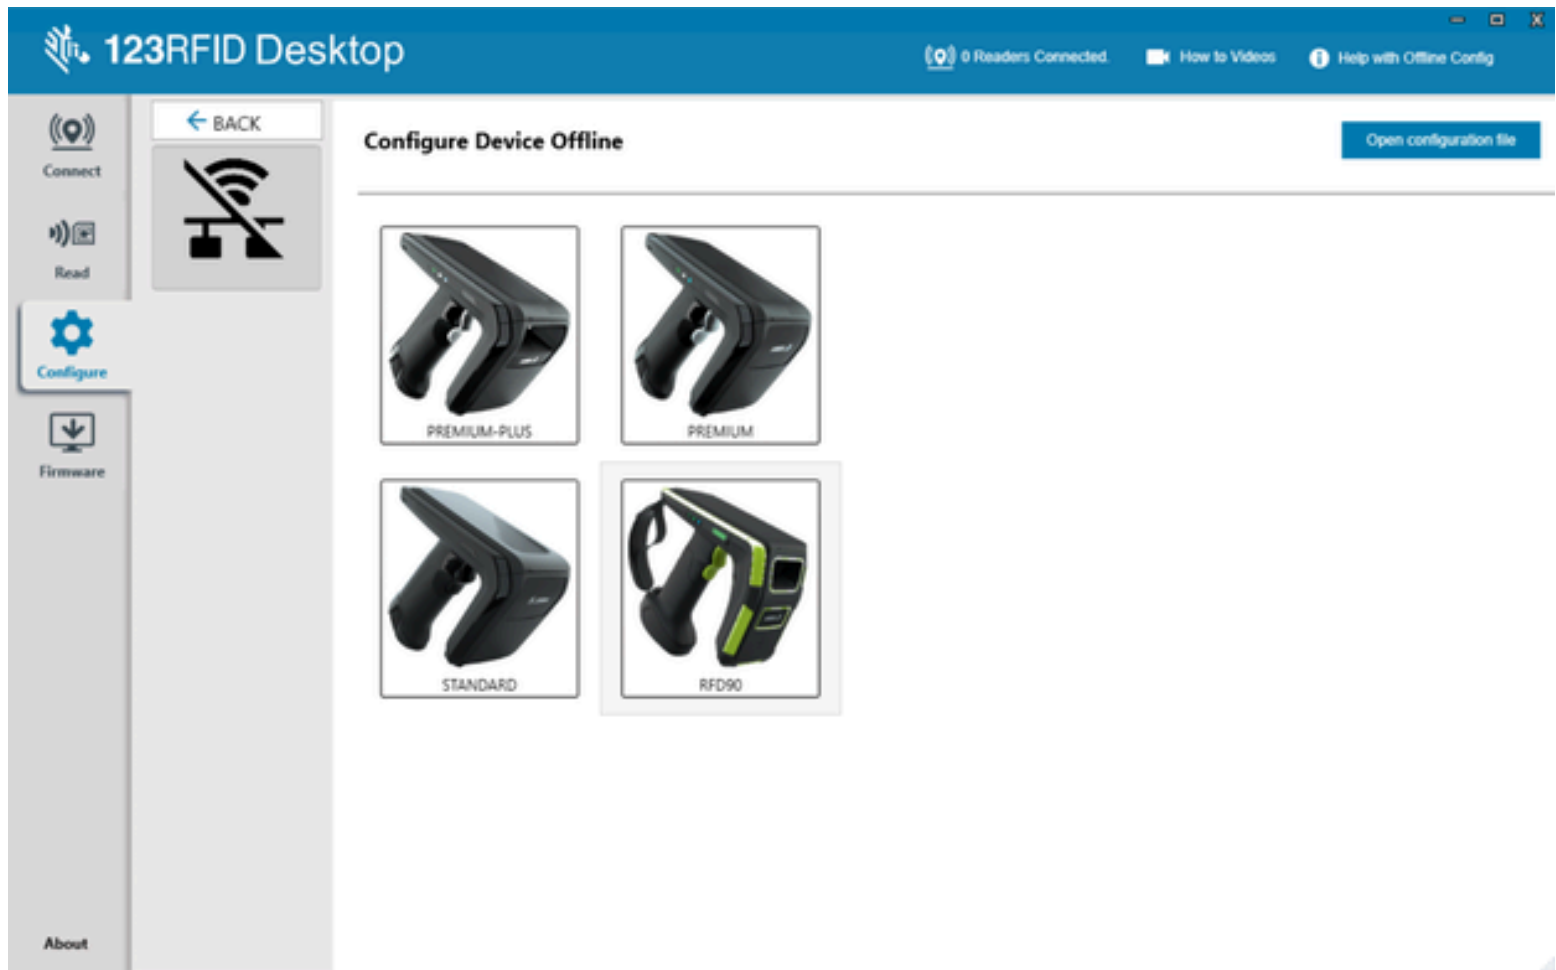 123RFID Desktop
0 Readers Connected.
How to Videos
Help with Offline Config
Connect
Read
Configure
Firmware
About
BACK
Configure Device Offline
Open configuration file
PREMIUM-PLUS
PREMIUM
STANDARD
RFD90